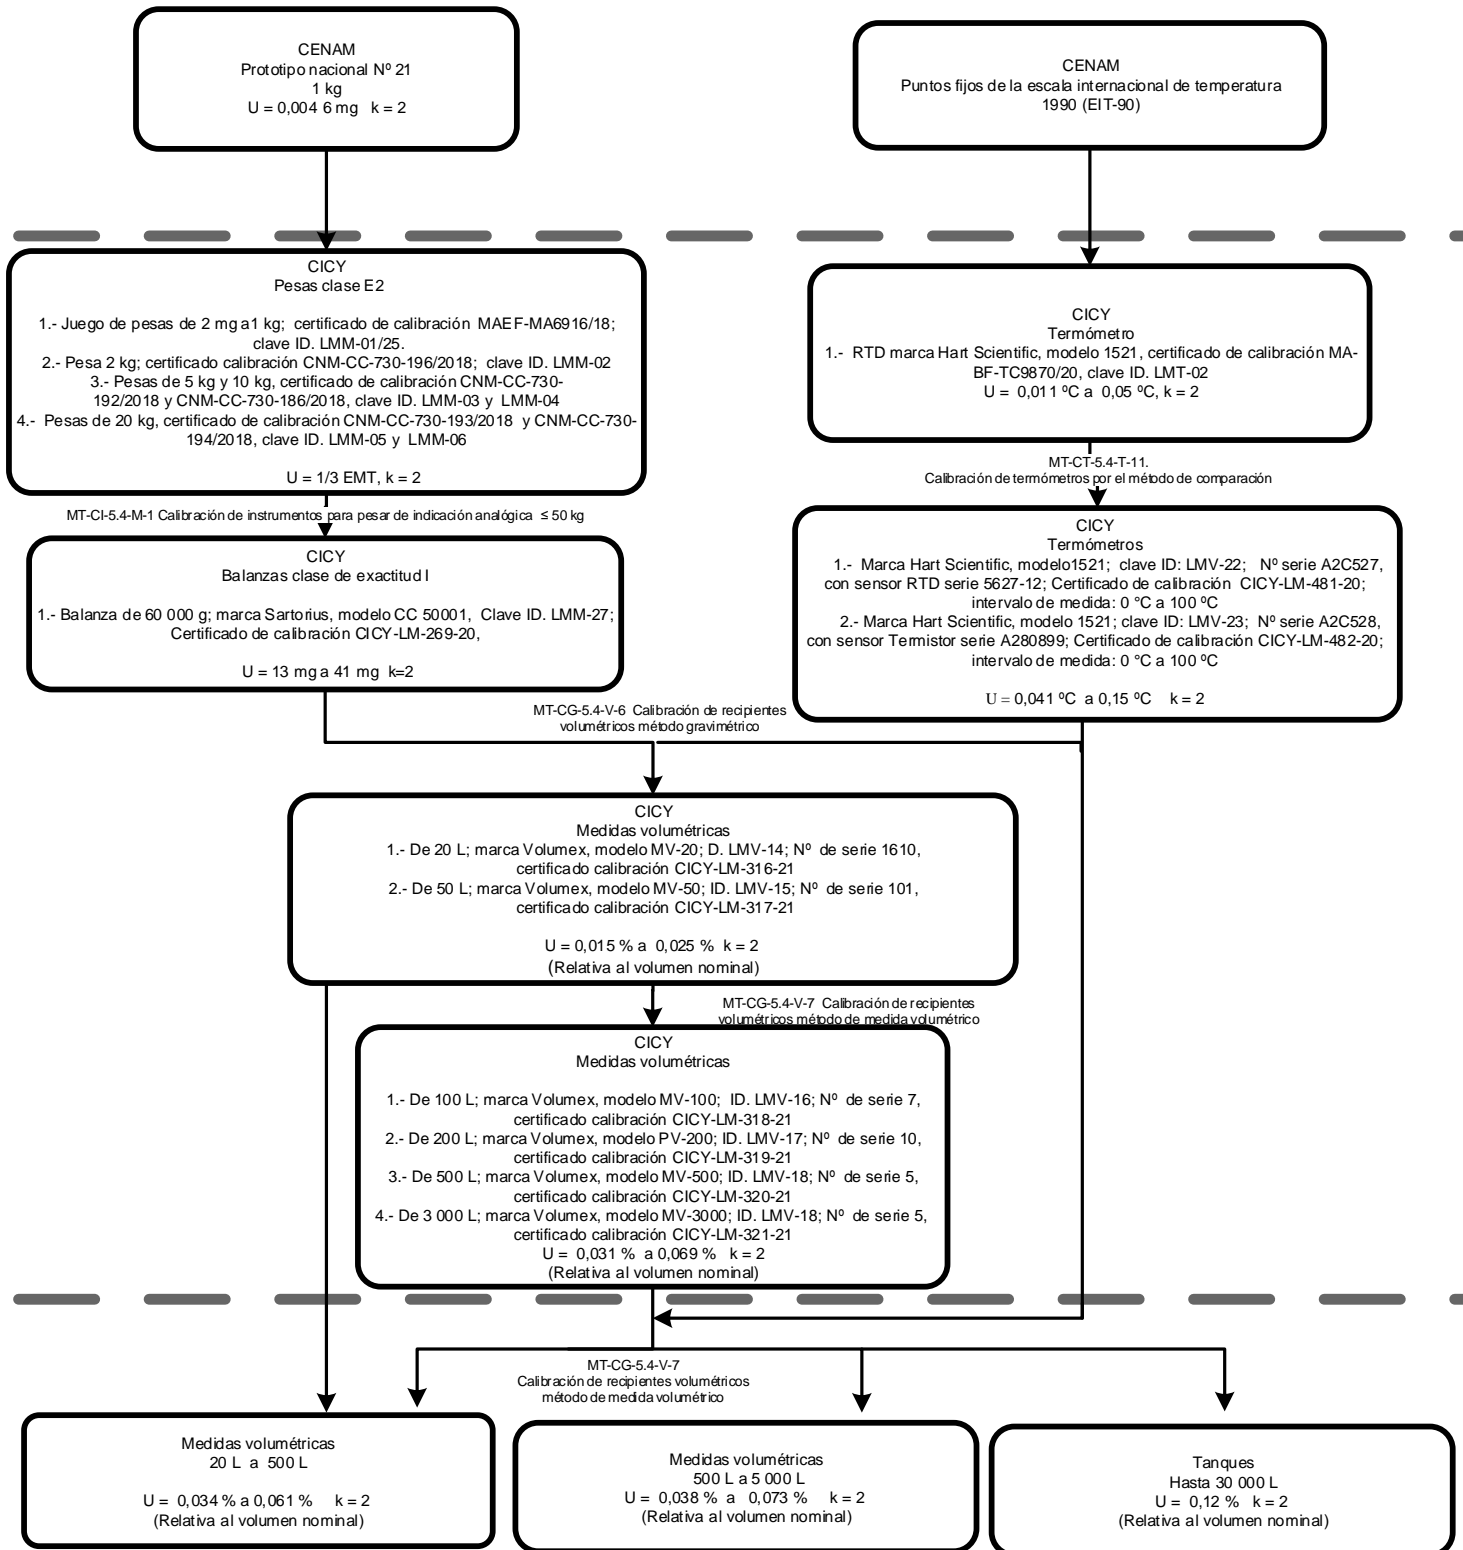 CENAM
Prototipo nacional Nº 21
1 kg
U = 0,004 6 mg k = 2
CENAM
Puntos fijos de la escala internacional de temperatura
1990 (EIT-90)
CICY
Pesas clase E2
1.- Juego de pesas de 2 mg a1 kg; certificado de calibración MAEF-MA6916/18;
clave ID. LMM-01/25.
2.- Pesa 2 kg; certificado calibración CNM-CC-730-196/2018; clave ID. LMM-02
3.- Pesas de 5 kg y 10 kg, certificado de calibración CNM-CC-730-
192/2018 y CNM-CC-730-186/2018, clave ID. LMM-03 y LMM-04
4.- Pesas de 20 kg, certificado de calibración CNM-CC-730-193/2018 y CNM-CC-730-
194/2018, clave ID. LMM-05 y LMM-06
U = 1/3 EMT, k = 2
CICY
Termómetro
1.- RTD marca Hart Scientific, modelo 1521, certificado de calibración MA-
BF-TC9870/20, clave ID. LMT-02
U = 0,011 ºC a 0,05 ºC, k = 2
MT-CT-5.4-T-11.
Calibración de termómetros por el método de comparación
MT-CI-5.4-M-1 Calibración de instrumentos para pesar de indicación analógica ≤ 50 kg
CICY
Balanzas clase de exactitud I
1.- Balanza de 60 000 g; marca Sartorius, modelo CC 50001, Clave ID. LMM-27;
Certificado de calibración CICY-LM-269-20,
U = 13 mg a 41 mg k=2
CICY
Termómetros
1.- Marca Hart Scientific, modelo1521; clave ID: LMV-22; Nº serie A2C527,
con sensor RTD serie 5627-12; Certificado de calibración CICY-LM-481-20;
intervalo de medida: 0 °C a 100 ºC
2.- Marca Hart Scientific, modelo 1521; clave ID: LMV-23; Nº serie A2C528,
con sensor Termistor serie A280899; Certificado de calibración CICY-LM-482-20;
intervalo de medida: 0 °C a 100 ºC
U = 0,041 ºC a 0,15 ºC k = 2
MT-CG-5.4-V-6 Calibración de recipientes
volumétricos método gravimétrico
CICY
Medidas volumétricas
1.- De 20 L; marca Volumex, modelo MV-20; D. LMV-14; Nº de serie 1610,
certificado calibración CICY-LM-316-21
2.- De 50 L; marca Volumex, modelo MV-50; ID. LMV-15; Nº de serie 101,
certificado calibración CICY-LM-317-21
U = 0,015 % a 0,025 % k = 2
(Relativa al volumen nominal)
MT-CG-5.4-V-7 Calibración de recipientes
volumétricos método de medida volumétrico
CICY
Medidas volumétricas
1.- De 100 L; marca Volumex, modelo MV-100; ID. LMV-16; Nº de serie 7,
certificado calibración CICY-LM-318-21
2.- De 200 L; marca Volumex, modelo PV-200; ID. LMV-17; Nº de serie 10,
certificado calibración CICY-LM-319-21
3.- De 500 L; marca Volumex, modelo MV-500; ID. LMV-18; Nº de serie 5,
certificado calibración CICY-LM-320-21
4.- De 3 000 L; marca Volumex, modelo MV-3000; ID. LMV-18; Nº de serie 5,
certificado calibración CICY-LM-321-21
U = 0,031 % a 0,069 % k = 2
(Relativa al volumen nominal)
MT-CG-5.4-V-7
Calibración de recipientes volumétricos
método de medida volumétrico
Medidas volumétricas
20 L a 500 L
U = 0,034 % a 0,061 % k = 2
(Relativa al volumen nominal)
Medidas volumétricas
500 L a 5 000 L
U = 0,038 % a 0,073 % k = 2
(Relativa al volumen nominal)
Tanques
Hasta 30 000 L
U = 0,12 % k = 2
(Relativa al volumen nominal)